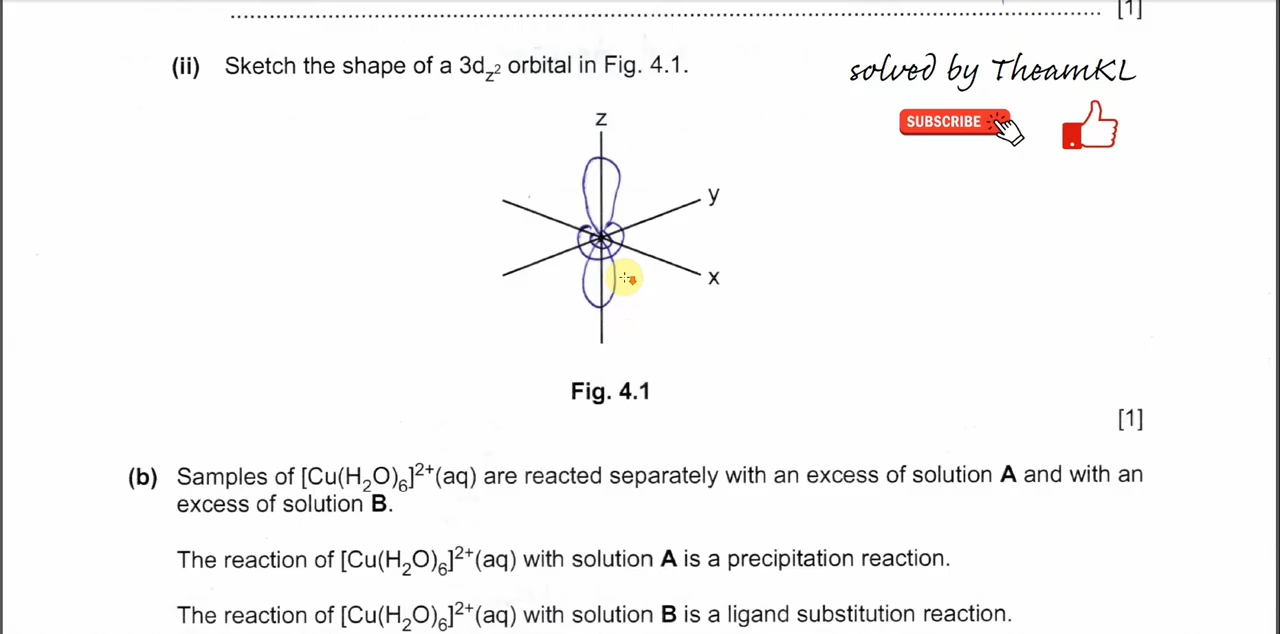 [1]
(ii) Sketch the shape of a 3d_z² orbital in Fig. 4.1.
solved by TheamKL
SUBSCRIBE
z
y
x
Fig. 4.1
[1]
(b) Samples of [Cu(H₂O)₆]²⁺(aq) are reacted separately with an excess of solution A and with an
excess of solution B.
The reaction of [Cu(H₂O)₆]²⁺(aq) with solution A is a precipitation reaction.
The reaction of [Cu(H₂O)₆]²⁺(aq) with solution B is a ligand substitution reaction.